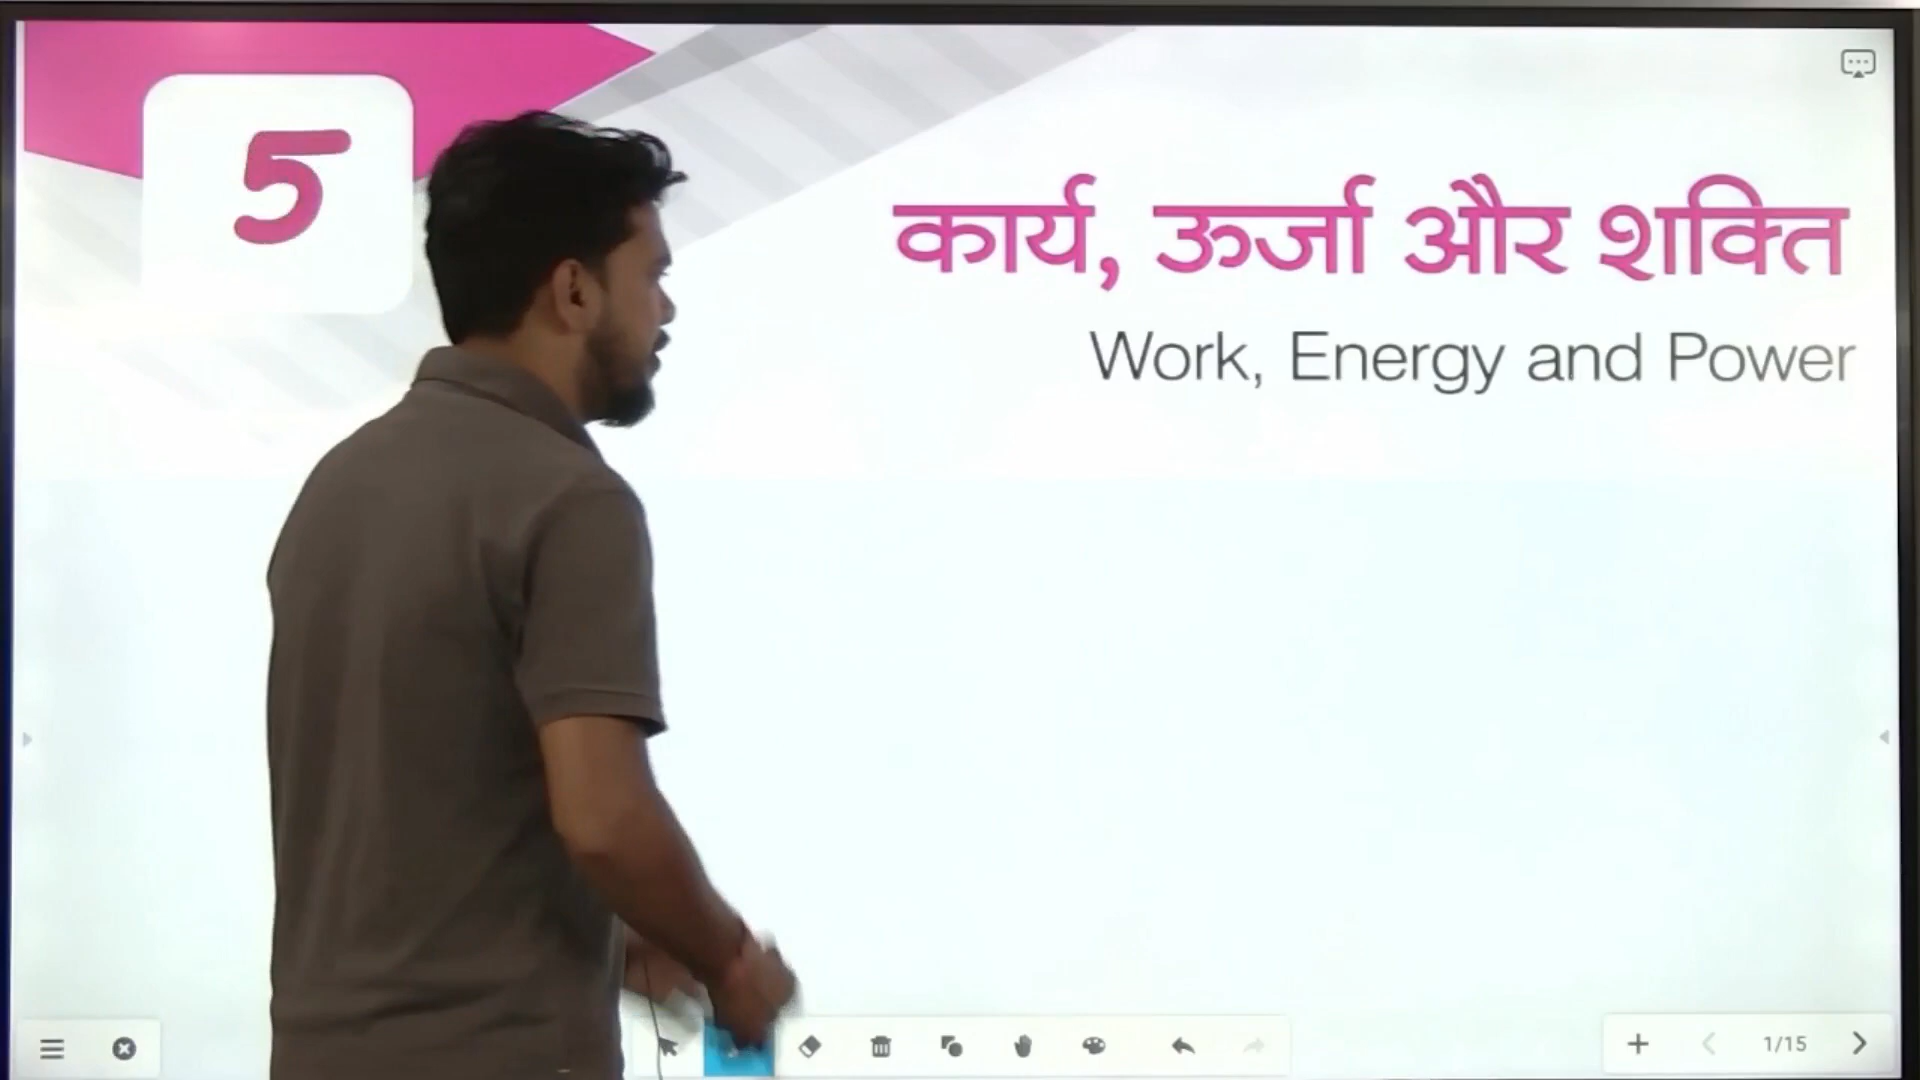 5
कार्य, ऊर्जा और शक्ति
Work, Energy and Power
1/15